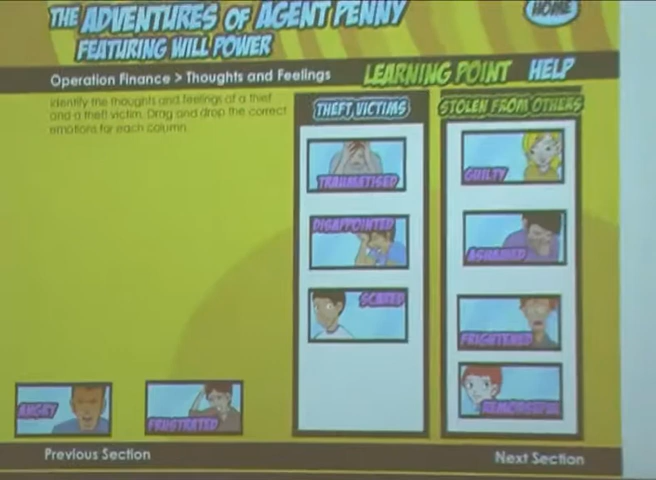 THE ADVENTURES OF AGENT PENNY
FEATURING WILL POWER
HOME
Operation Finance > Thoughts and Feelings
LEARNING POINT
HELP
Identify the thoughts and feelings of a thief
and a theft victim. Drag and drop the correct
emotions for each column.
THEFT VICTIMS
TRAUMATISED
DISAPPOINTED
SCARED
STOLEN FROM OTHERS
GUILTY
ASHAMED
FRIGHTENED
REMORSEFUL
ANGRY
FRUSTRATED
Previous Section
Next Section